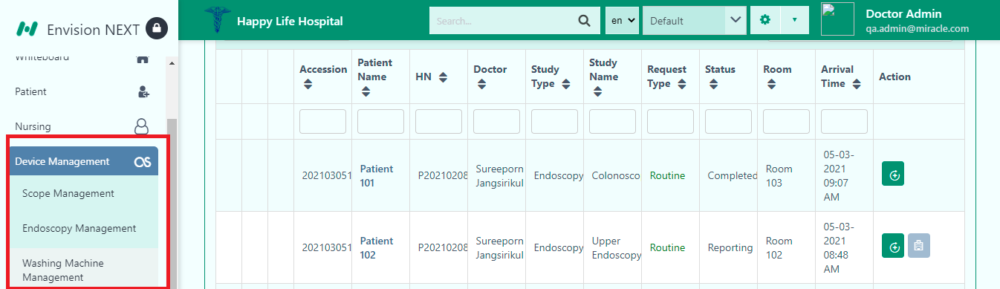 Envision NEXT
Happy Life Hospital
Search...
en
Default
Doctor Admin
qa.admin@miracle.com
Whiteboard
Patient
Nursing
Device Management
Scope Management
Endoscopy Management
Washing Machine
Management
Accession
Patient
Name
HN
Doctor
Study
Type
Study
Name
Request
Type
Status
Room
Arrival
Time
Action
202103051
Patient
101
P20210208
Sureeporn
Jangsirikul
Endoscopy
Colonosco
Routine
Completed
Room
103
05-03-
2021
09:07
AM
202103051
Patient
102
P20210208
Sureeporn
Jangsirikul
Endoscopy
Upper
Endoscopy
Routine
Reporting
Room
102
05-03-
2021
08:48
AM